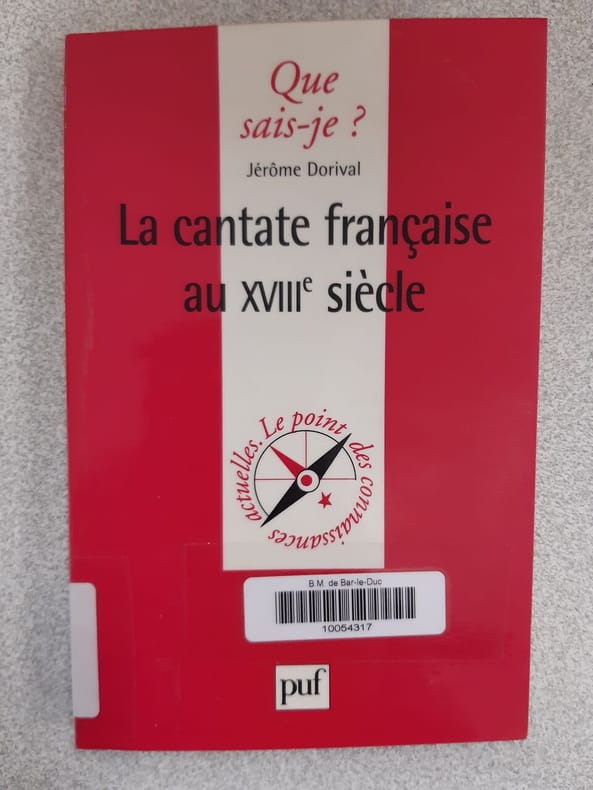 Que
sais-je ?
Jérôme Dorival
La cantate française
au XVIIIe siècle
Le point des connaissances actuelles.
B.M. de Bar-le-Duc
10054317
puf